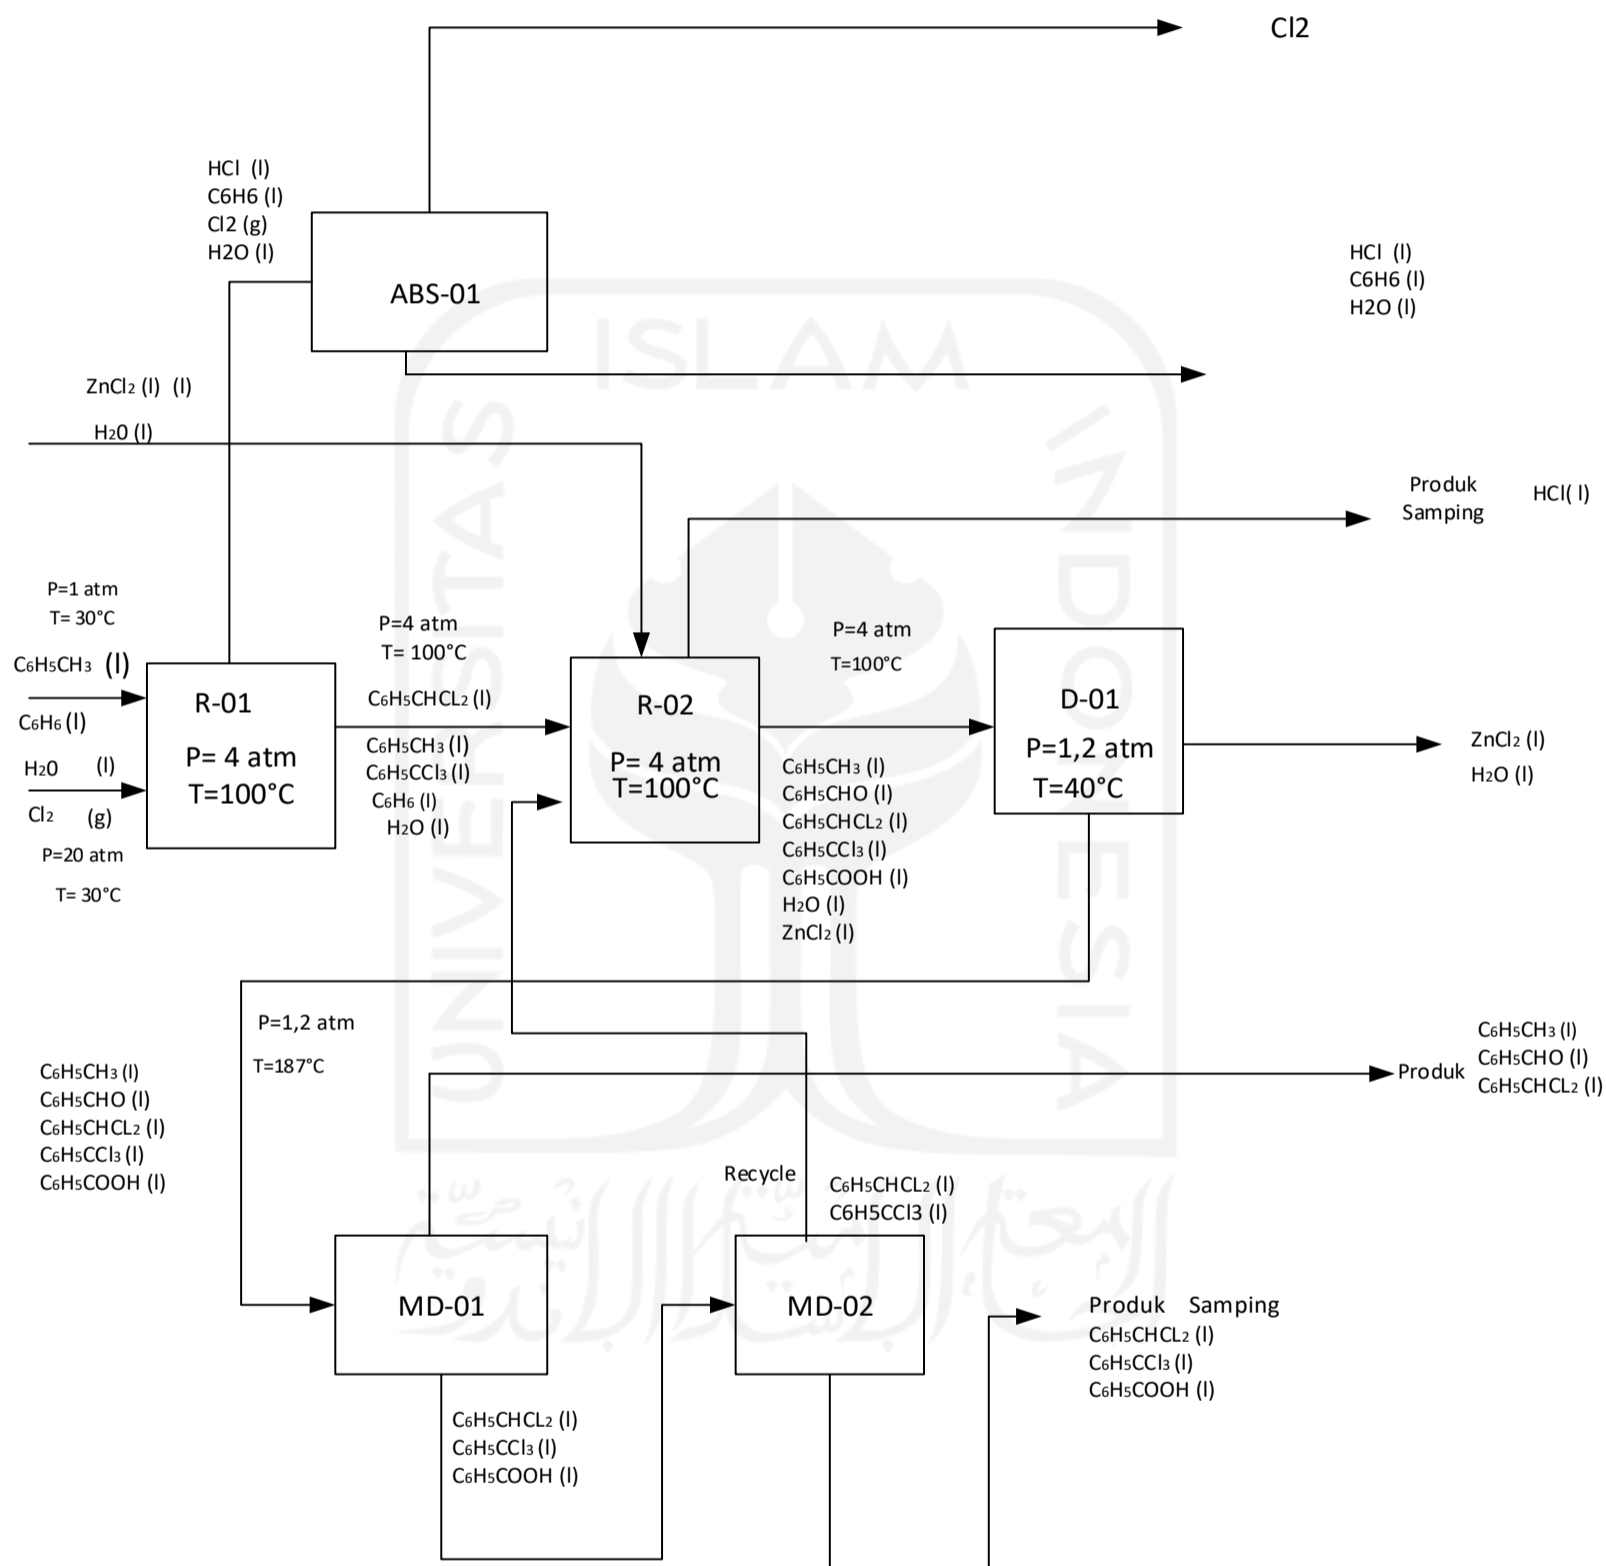 Cl2
HCl (l)
C6H6 (l)
Cl2 (g)
H2O (l)
ABS-01
HCl (l)
C6H6 (l)
H2O (l)
ZnCl2 (l) (l)
H20 (l)
Produk
Samping
HCl( l)
P=1 atm
T= 30°C
C6H5CH3 (l)
C6H6 (l)
H2O (l)
Cl2 (g)
P=20 atm
T= 30°C
R-01
P= 4 atm
T=100°C
P=4 atm
T= 100°C
C6H5CHCL2 (l)
C6H5CH3 (l)
C6H5CCl3 (l)
C6H6 (l)
H2O (l)
R-02
P= 4 atm
T=100°C
P=4 atm
T=100°C
C6H5CH3 (l)
C6H5CHO (l)
C6H5CHCL2 (l)
C6H5CCl3 (l)
C6H5COOH (l)
H2O (l)
ZnCl2 (l)
D-01
P=1,2 atm
T=40°C
ZnCl2 (l)
H2O (l)
P=1,2 atm
T=187°C
C6H5CH3 (l)
C6H5CHO (l)
C6H5CHCL2 (l)
C6H5CCl3 (l)
C6H5COOH (l)
Produk
C6H5CH3 (l)
C6H5CHO (l)
C6H5CHCL2 (l)
Recycle
C6H5CHCL2 (l)
C6H5CCl3 (l)
MD-01
MD-02
Produk Samping
C6H5CHCL2 (l)
C6H5CCl3 (l)
C6H5COOH (l)
C6H5CHCL2 (l)
C6H5CCl3 (l)
C6H5COOH (l)
UNIVERSITAS
ISLAM
INDONESIA